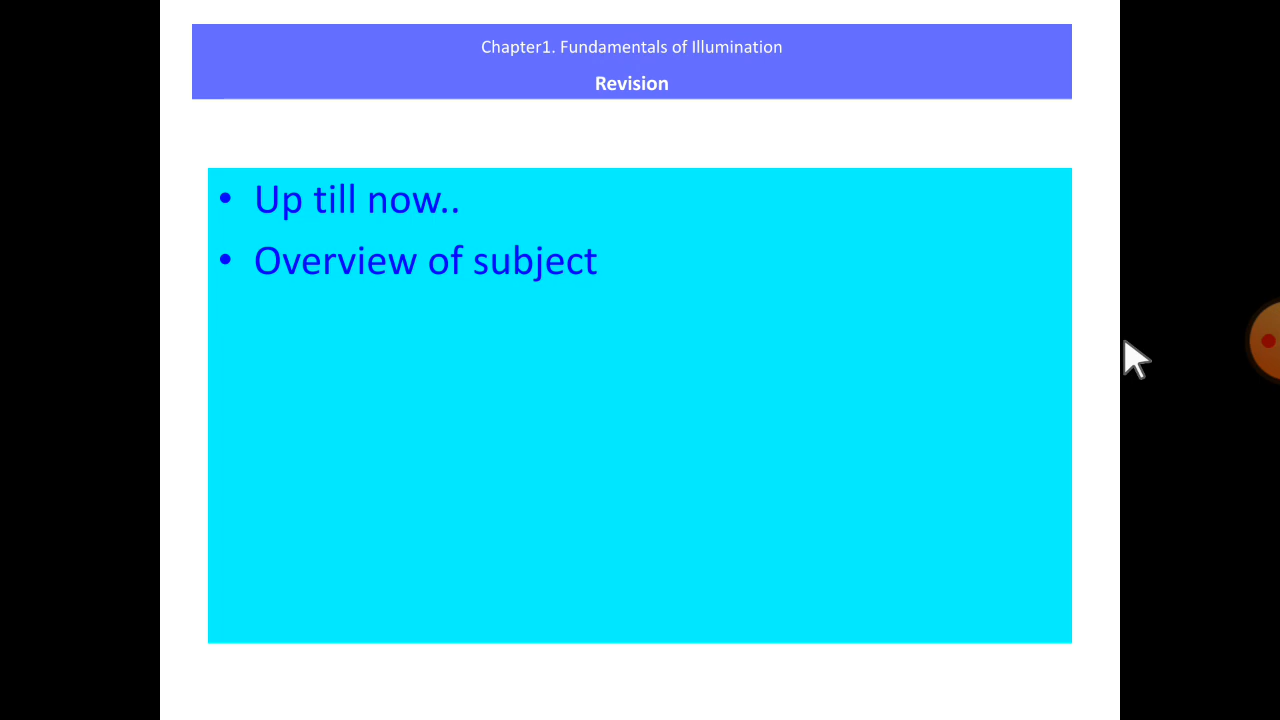 Chapter1. Fundamentals of Illumination
Revision
• Up till now..
• Overview of subject